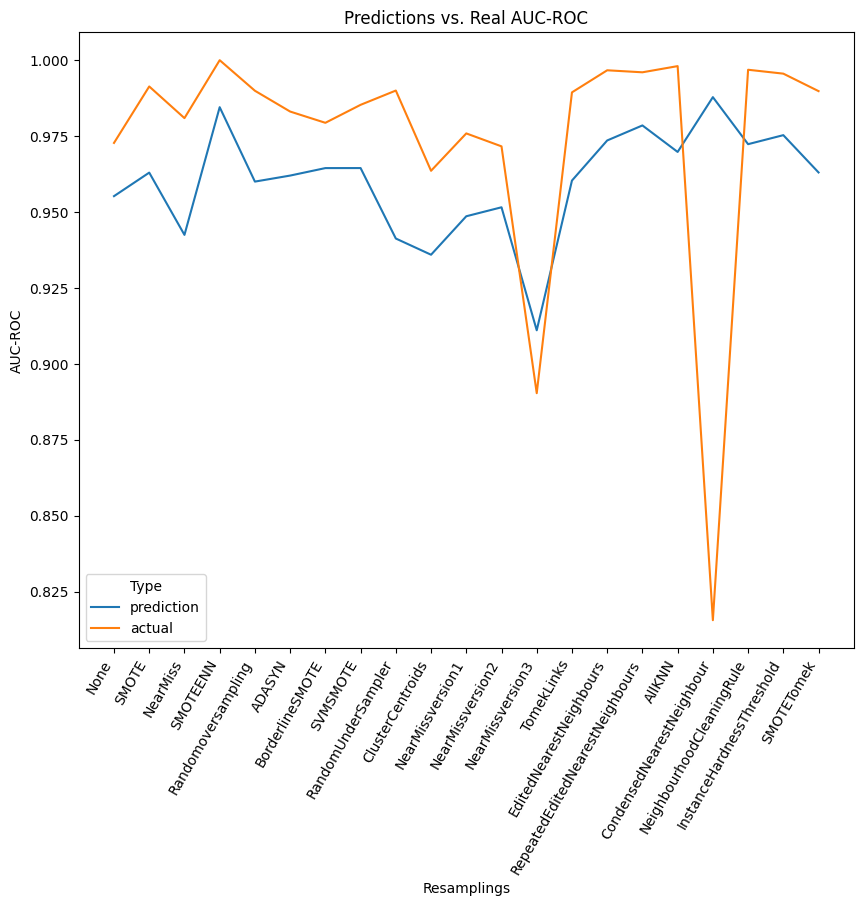 Predictions vs. Real AUC-ROC
1.000
0.975
0.950
0.925
0.900
0.875
0.850
0.825
AUC-ROC
Type
prediction
actual
None
SMOTE
NearMiss
SMOTEENN
Randomoversampling
ADASYN
BorderlineSMOTE
SVMSMOTE
RandomUnderSampler
ClusterCentroids
NearMissversion1
NearMissversion2
NearMissversion3
TomekLinks
EditedNearestNeighbours
RepeatedEditedNearestNeighbours
AllKNN
CondensedNearestNeighbour
NeighbourhoodCleaningRule
InstanceHardnessThreshold
SMOTETomek
Resamplings